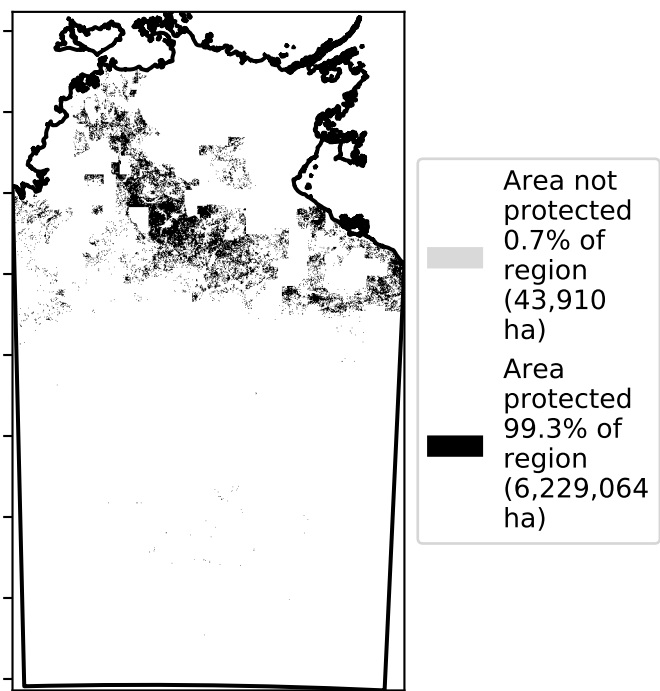 Area not
protected
0.7% of
region
(43,910
ha)
Area
protected
99.3% of
region
(6,229,064
ha)